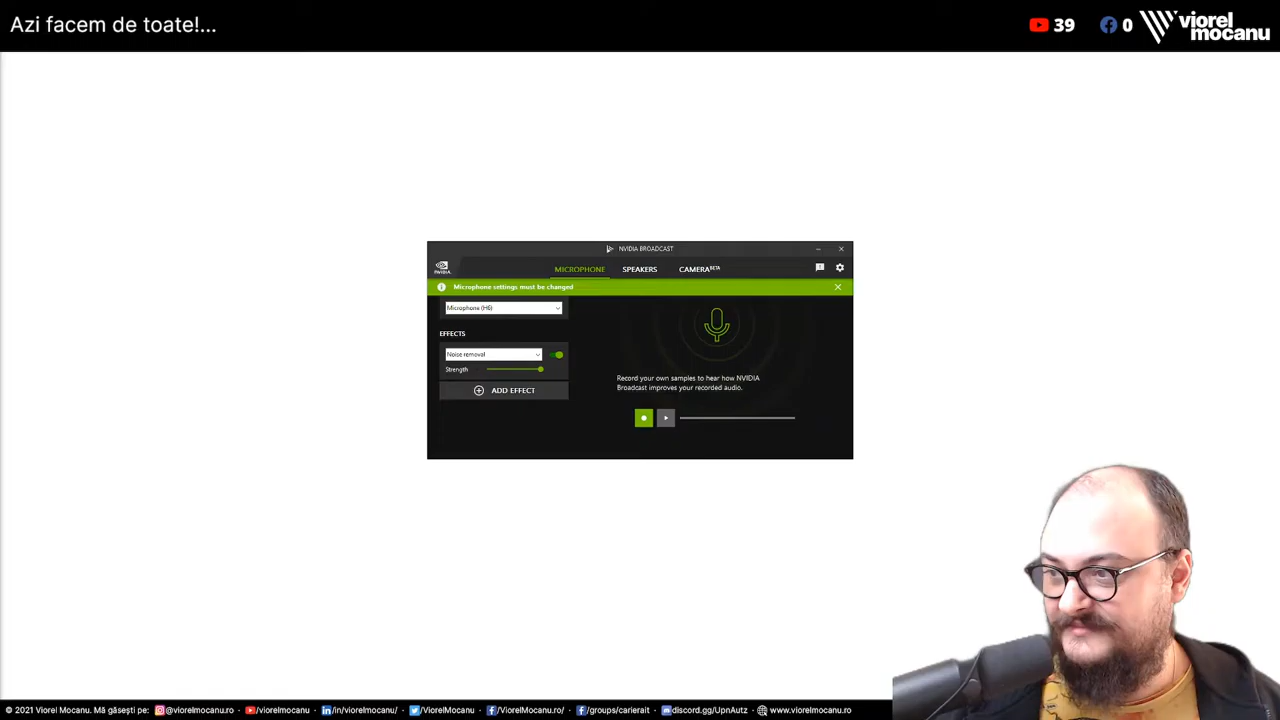 Azi facem de toate!...
39
0
viorel
mocanu
NVIDIA BROADCAST
NVIDIA.
MICROPHONE
SPEAKERS
CAMERA BETA
Microphone settings must be changed
Microphone (H6)
EFFECTS
Noise removal
Strength
ADD EFFECT
Record your own samples to hear how NVIDIA
Broadcast improves your recorded audio.
© 2021 Viorel Mocanu. Mă găsești pe: @viorelmocanu.ro · /viorelmocanu · /in/viorelmocanu/ · /ViorelMocanu · /ViorelMocanu.ro/ · /groups/carierait · discord.gg/UpnAutz · www.viorelmocanu.ro